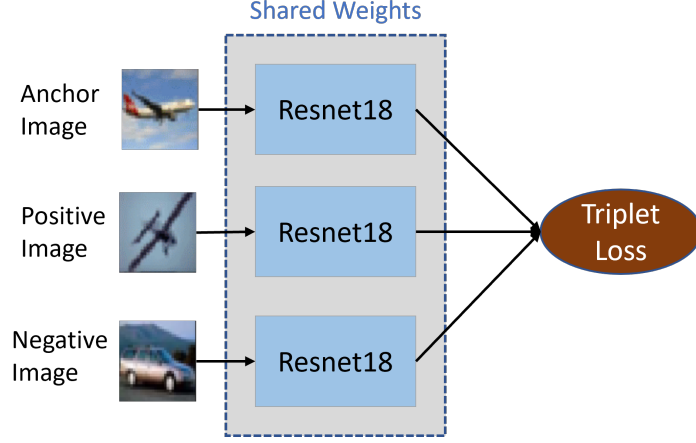 Shared Weights
Anchor
Image
Resnet18
Positive
Image
Resnet18
Triplet
Loss
Negative
Image
Resnet18